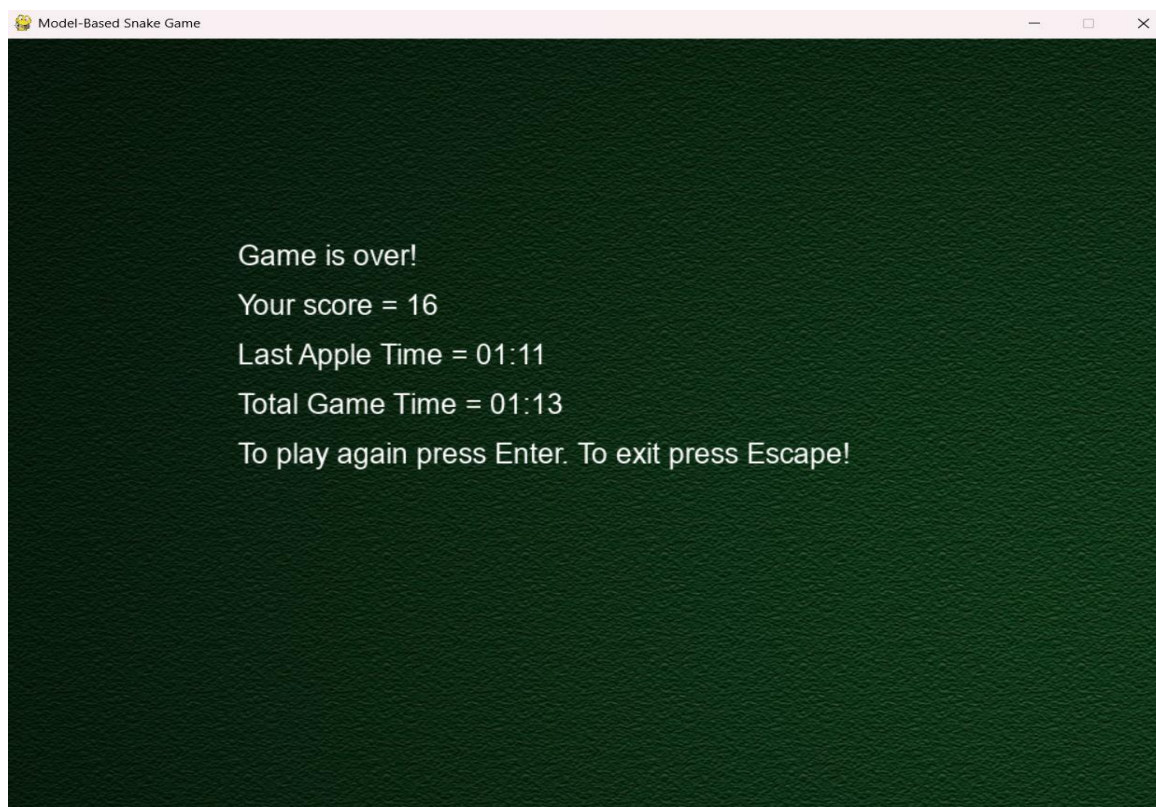 Model-Based Snake Game
Game is over!
Your score = 16
Last Apple Time = 01:11
Total Game Time = 01:13
To play again press Enter. To exit press Escape!